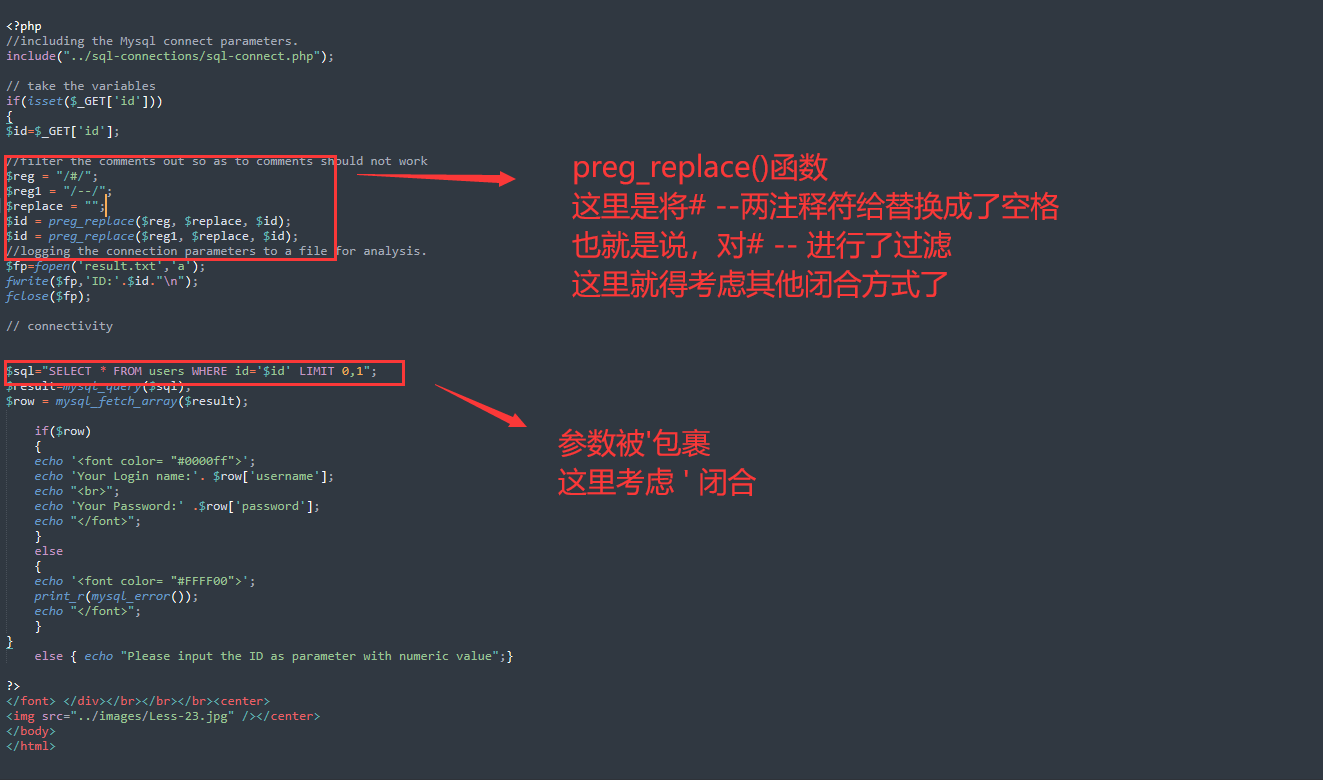 <?php
//including the Mysql connect parameters.
include("../sql-connections/sql-connect.php");
// take the variables
if(isset($_GET['id']))
{
$id=$_GET['id'];
//filter the comments out so as to comments should not work
$reg = "/#/";
$reg1 = "/--/";
$replace = "";
$id = preg_replace($reg, $replace, $id);
$id = preg_replace($reg1, $replace, $id);
//logging the connection parameters to a file for analysis.
$fp=fopen('result.txt','a');
fwrite($fp,'ID:'.$id."\n");
fclose($fp);
preg_replace()函数
这里是将# --两注释符给替换成了空格
也就是说，对# -- 进行了过滤
这里就得考虑其他闭合方式了
// connectivity
$sql="SELECT * FROM users WHERE id='$id' LIMIT 0,1";
$result=mysql_query($sql);
$row = mysql_fetch_array($result);
参数被'包裹
这里考虑 ' 闭合
if($row)
{
echo '<font color= "#0000ff">';
echo 'Your Login name:'. $row['username'];
echo "<br>";
echo 'Your Password:' .$row['password'];
echo "</font>";
}
else
{
echo '<font color= "#FFFF00">';
print_r(mysql_error());
echo "</font>";
}
}
else { echo "Please input the ID as parameter with numeric value";}
?>
</font> </div></br></br></br><center>
<img src="../images/Less-23.jpg" /></center>
</body>
</html>